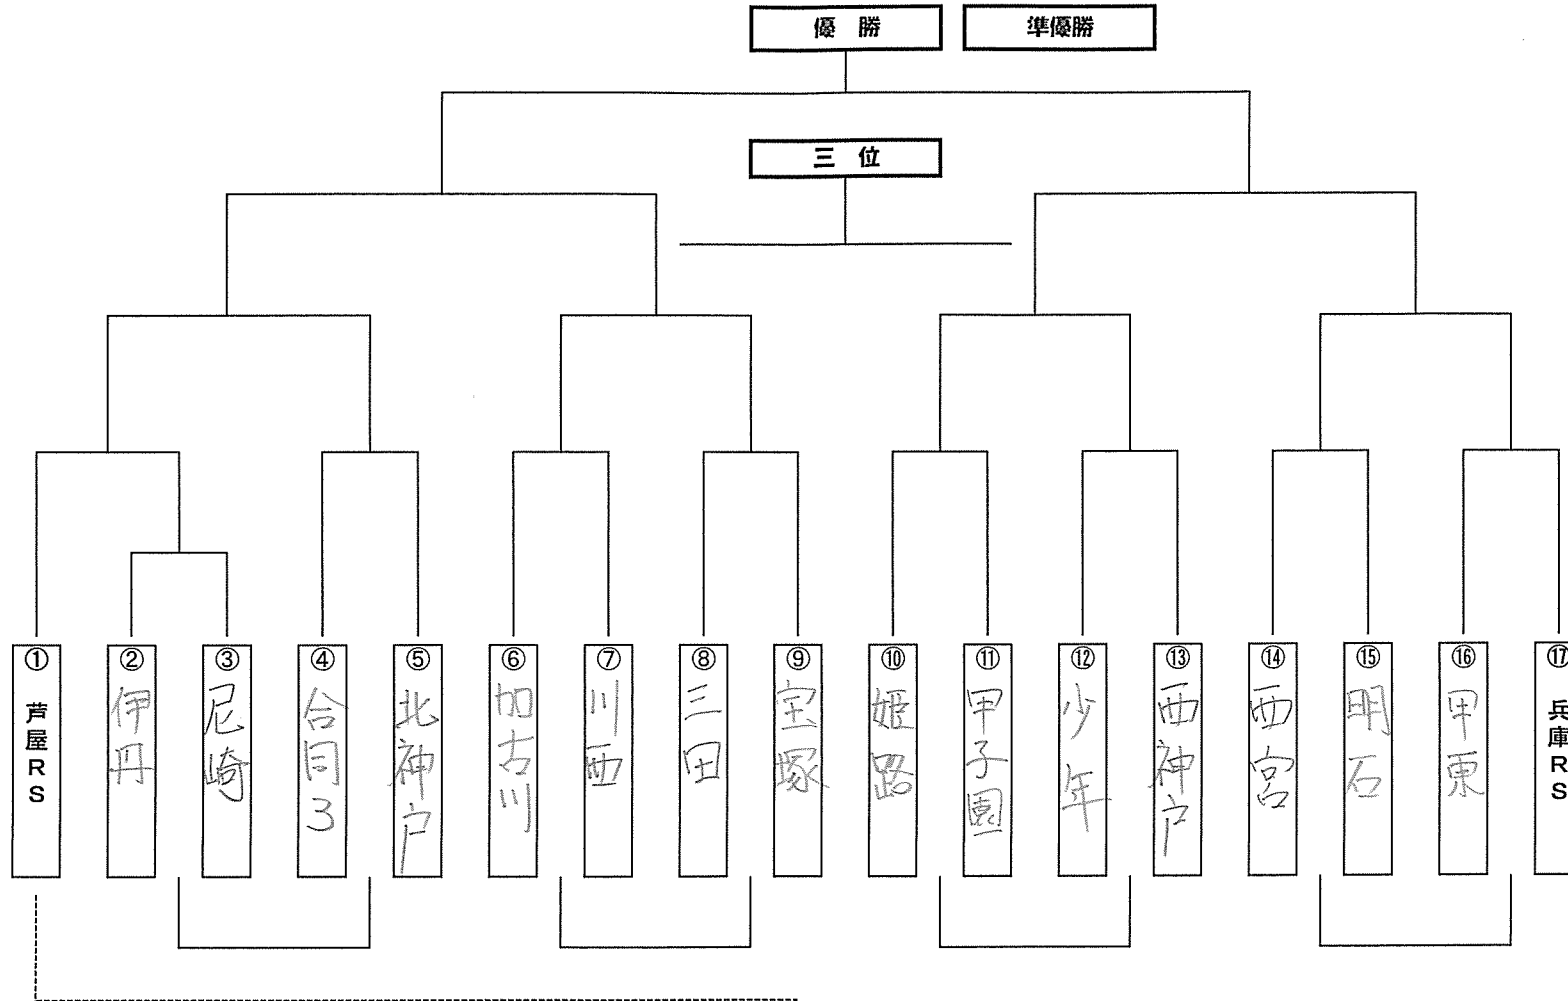 優 勝
準優勝
三 位
① 芦屋RS
② 伊丹
③ 尼崎
④ 合同3
⑤ 北神戸
⑥ 加古川
⑦ 川西
⑧ 三田
⑨ 宝塚
⑩ 姫路
⑪ 甲子園
⑫ 少年
⑬ 西神戸
⑭ 西宮
⑮ 明石
⑯ 甲東
⑰ 兵庫RS